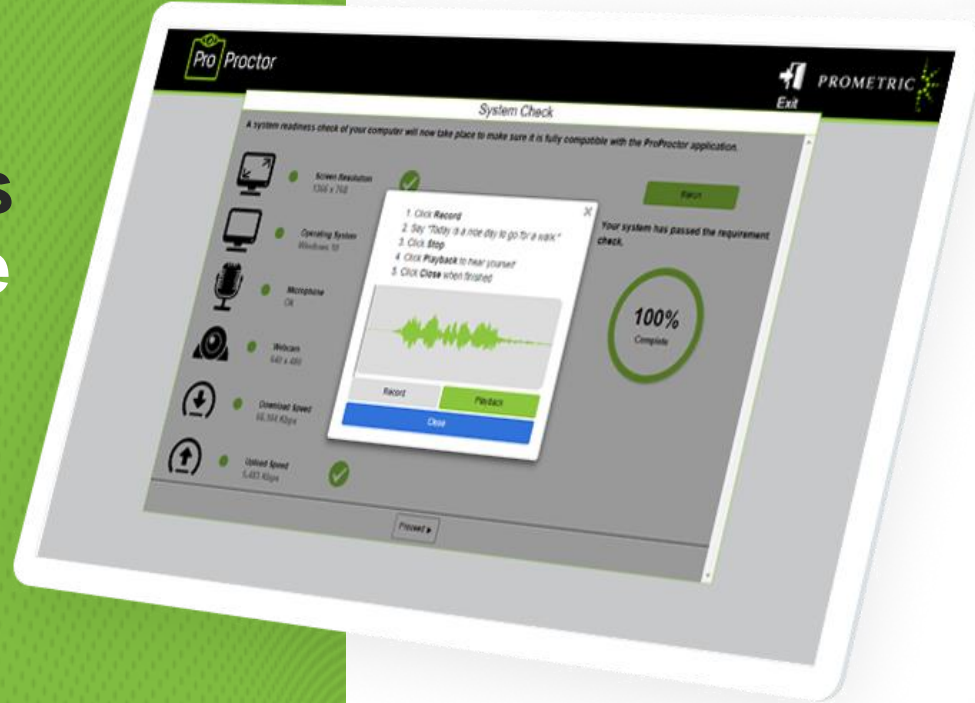 s
e
Pro Proctor
Exit
PROMETRIC
System Check
A system readiness check of your computer will now take place to make sure it is fully compatible with the ProProctor application.
Screen Resolution
1366 x 768
Operating System
Windows 10
Microphone
Ok
Webcam
640 x 480
Download Speed
Kbps
Upload Speed
Kbps
1. Click Record
2. Say "Today is a nice day to go for a walk."
3. Click Stop
4. Click Playback to hear yourself
5. Click Close when finished
Record
Playback
Close
Your system has passed the requirement
check.
100%
Complete
Proceed